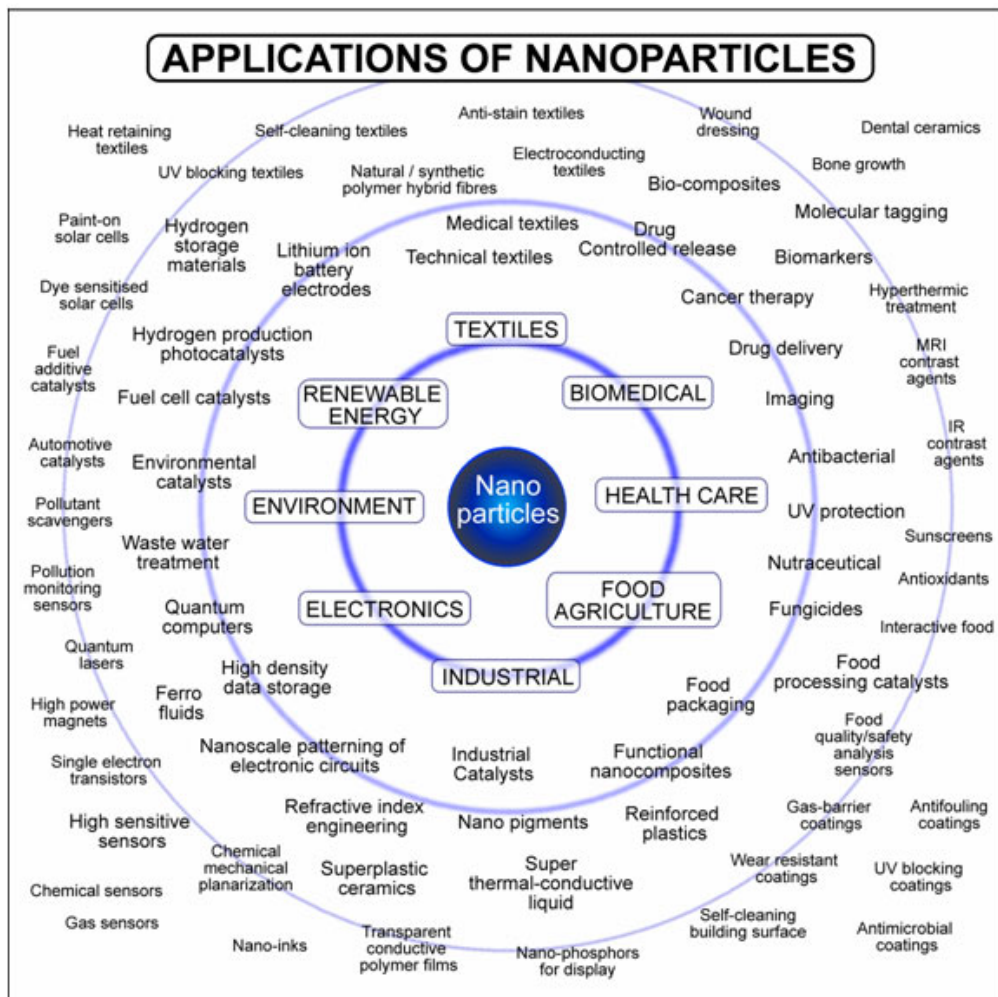 APPLICATIONS OF NANOPARTICLES
Anti-stain textiles
Wound
dressing
Heat retaining
textiles
Self-cleaning textiles
Dental ceramics
Electroconducting
textiles
Bone growth
UV blocking textiles
Natural / synthetic
polymer hybrid fibres
Bio-composites
Molecular tagging
Paint-on
solar cells
Hydrogen
storage
materials
Medical textiles
Drug
Controlled release
Lithium ion
battery
electrodes
Technical textiles
Biomarkers
Dye sensitised
solar cells
Cancer therapy
Hyperthermic
treatment
TEXTILES
Hydrogen production
photocatalysts
Drug delivery
MRI
contrast
agents
Fuel
additive
catalysts
RENEWABLE
ENERGY
BIOMEDICAL
Fuel cell catalysts
Imaging
IR
contrast
agents
Automotive
catalysts
Environmental
catalysts
Antibacterial
Nano
particles
ENVIRONMENT
HEALTH CARE
Pollutant
scavengers
UV protection
Sunscreens
Waste water
treatment
Nutraceutical
Antioxidants
Pollution
monitoring
sensors
ELECTRONICS
FOOD
AGRICULTURE
Quantum
computers
Fungicides
Interactive food
Quantum
lasers
INDUSTRIAL
High density
data storage
Food
processing catalysts
Ferro
fluids
Food
packaging
High power
magnets
Food
quality/safety
analysis
sensors
Single electron
transistors
Nanoscale patterning of
electronic circuits
Industrial
Catalysts
Functional
nanocomposites
High sensitive
sensors
Refractive index
engineering
Nano pigments
Reinforced
plastics
Gas-barrier
coatings
Antifouling
coatings
Chemical
mechanical
planarization
Superplastic
ceramics
Super
thermal-conductive
liquid
Wear resistant
coatings
UV blocking
coatings
Chemical sensors
Gas sensors
Self-cleaning
building surface
Antimicrobial
coatings
Nano-inks
Transparent
conductive
polymer films
Nano-phosphors
for display